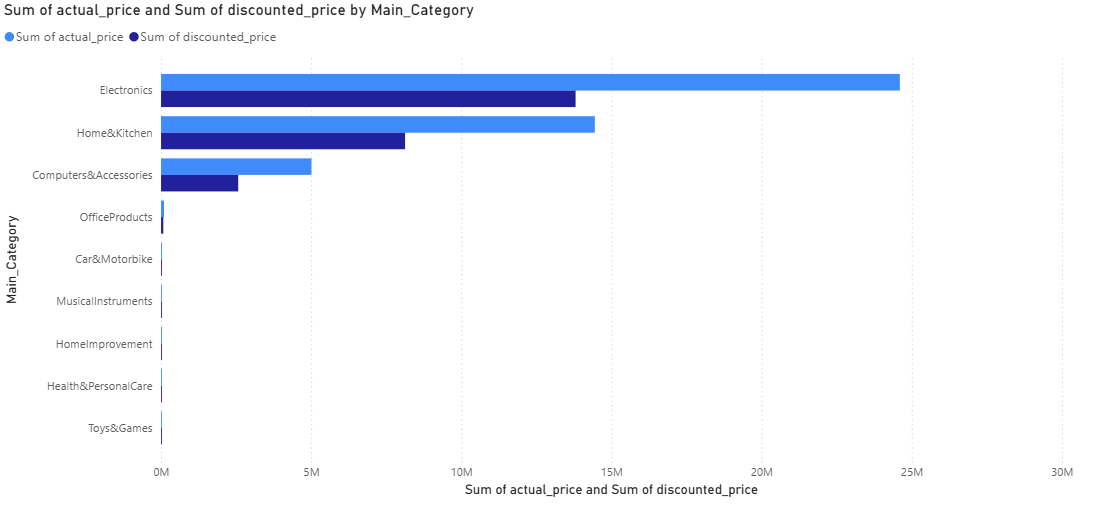 Sum of actual_price and Sum of discounted_price by Main_Category
Sum of actual_price Sum of discounted_price
Main_Category
Electronics
Home&Kitchen
Computers&Accessories
OfficeProducts
Car&Motorbike
MusicalInstruments
HomeImprovement
Health&PersonalCare
Toys&Games
0M 5M 10M 15M 20M 25M 30M
Sum of actual_price and Sum of discounted_price